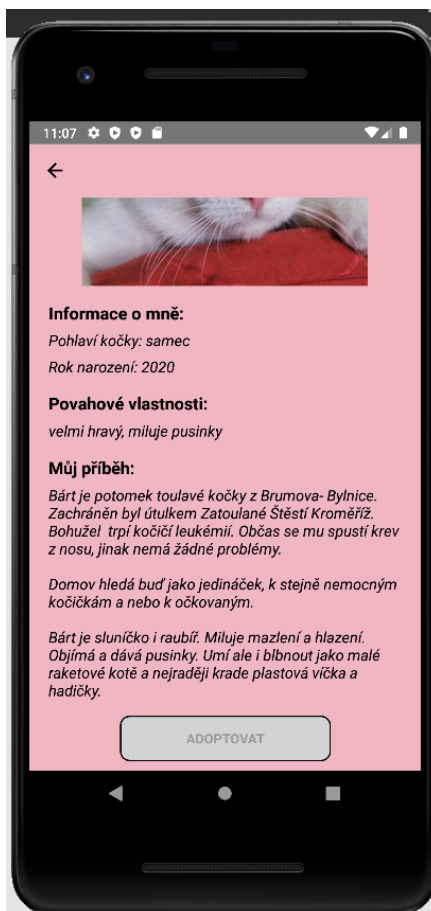 11:07
Informace o mně:
Pohlaví kočky: samec
Rok narození: 2020
Povahové vlastnosti:
velmi hravý, miluje pusinky
Můj příběh:
Bárt je potomek toulavé kočky z Brumova- Bylnice.
Zachráněn byl útulkem Zatoulané Štěstí Kroměříž.
Bohužel  trpí kočičí leukémií. Občas se mu spustí krev
z nosu, jinak nemá žádné problémy.
Domov hledá buď jako jedináček, k stejně nemocným
kočičkám a nebo k očkovaným.
Bárt je sluníčko i raubíř. Miluje mazlení a hlazení.
Objímá a dává pusinky. Umí ale i blbnout jako malé
raketové kotě a nejraději krade plastová víčka a
hadičky.
ADOPTOVAT